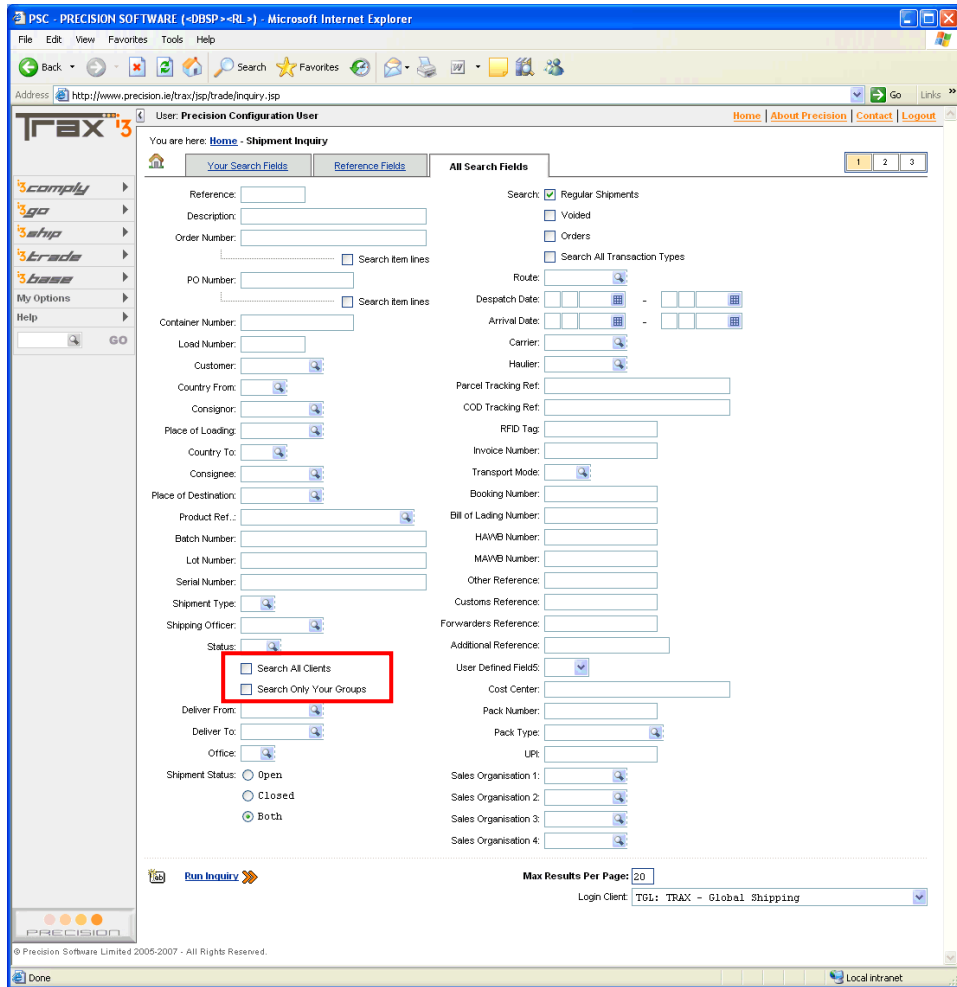 PSC - PRECISION SOFTWARE (<DBSP><RL>) - Microsoft Internet Explorer
File Edit View Favorites Tools Help
Back Search Favorites
Address http://www.precision.ie/trax/jsp/trade/inquiry.jsp Go Links »
Trax i3
User: Precision Configuration User Home | About Precision | Contact | Logout
You are here: Home - Shipment Inquiry
Your Search Fields Reference Fields All Search Fields 1 2 3
i3comply
i3go
i3ship
i3trade
i3base
My Options
Help
GO
Reference:
Description:
Order Number:
Search item lines
PO Number:
Search item lines
Container Number:
Load Number:
Customer:
Country From:
Consignor:
Place of Loading:
Country To:
Consignee:
Place of Destination:
Product Ref..:
Batch Number:
Lot Number:
Serial Number:
Shipment Type:
Shipping Officer:
Status:
Search All Clients
Search Only Your Groups
Deliver From:
Deliver To:
Office:
Shipment Status: Open
Closed
Both
Search: Regular Shipments
Voided
Orders
Search All Transaction Types
Route:
Despatch Date: -
Arrival Date: -
Carrier:
Haulier:
Parcel Tracking Ref:
COD Tracking Ref:
RFID Tag:
Invoice Number:
Transport Mode:
Booking Number:
Bill of Lading Number:
HAWB Number:
MAWB Number:
Other Reference:
Customs Reference:
Forwarders Reference:
Additional Reference:
User Defined Field5:
Cost Center:
Pack Number:
Pack Type:
UPI:
Sales Organisation 1:
Sales Organisation 2:
Sales Organisation 3:
Sales Organisation 4:
Run Inquiry Max Results Per Page: 20
Login Client: TGL: TRAX - Global Shipping
PRECISION
© Precision Software Limited 2005-2007 - All Rights Reserved.
Done Local intranet